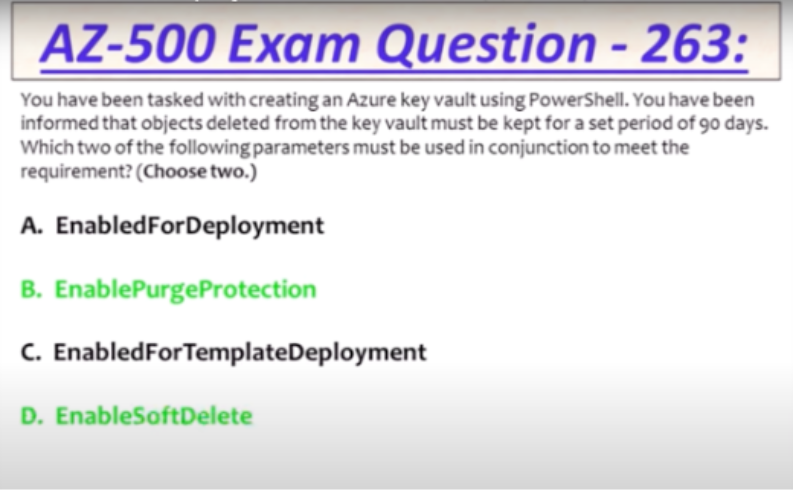 AZ-500 Exam Question - 263:
You have been tasked with creating an Azure key vault using PowerShell. You have been
informed that objects deleted from the key vault must be kept for a set period of 90 days.
Which two of the following parameters must be used in conjunction to meet the
requirement? (Choose two.)
A. EnabledForDeployment
B. EnablePurgeProtection
C. EnabledForTemplateDeployment
D. EnableSoftDelete